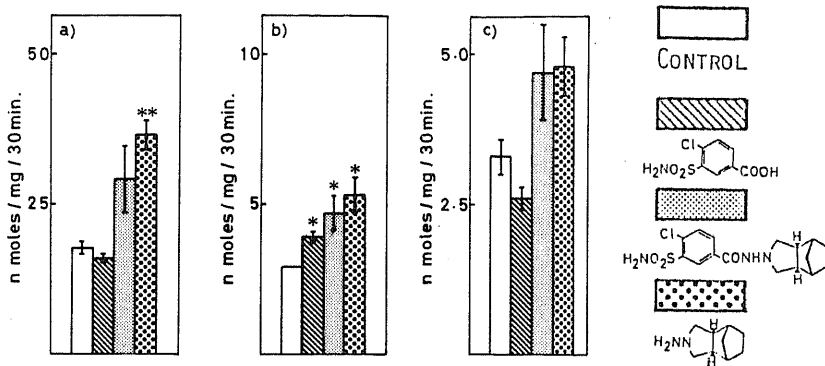 a)
50
25
n moles / mg / 30 min.
**
b)
10
5
n moles / mg / 30 min.
*
*
*
c)
5.0
2.5
n moles / mg / 30 min.
CONTROL
Cl
H₂NO₂S
COOH
Cl
H₂NO₂S
CONHN
H
H
H₂NN
H
H